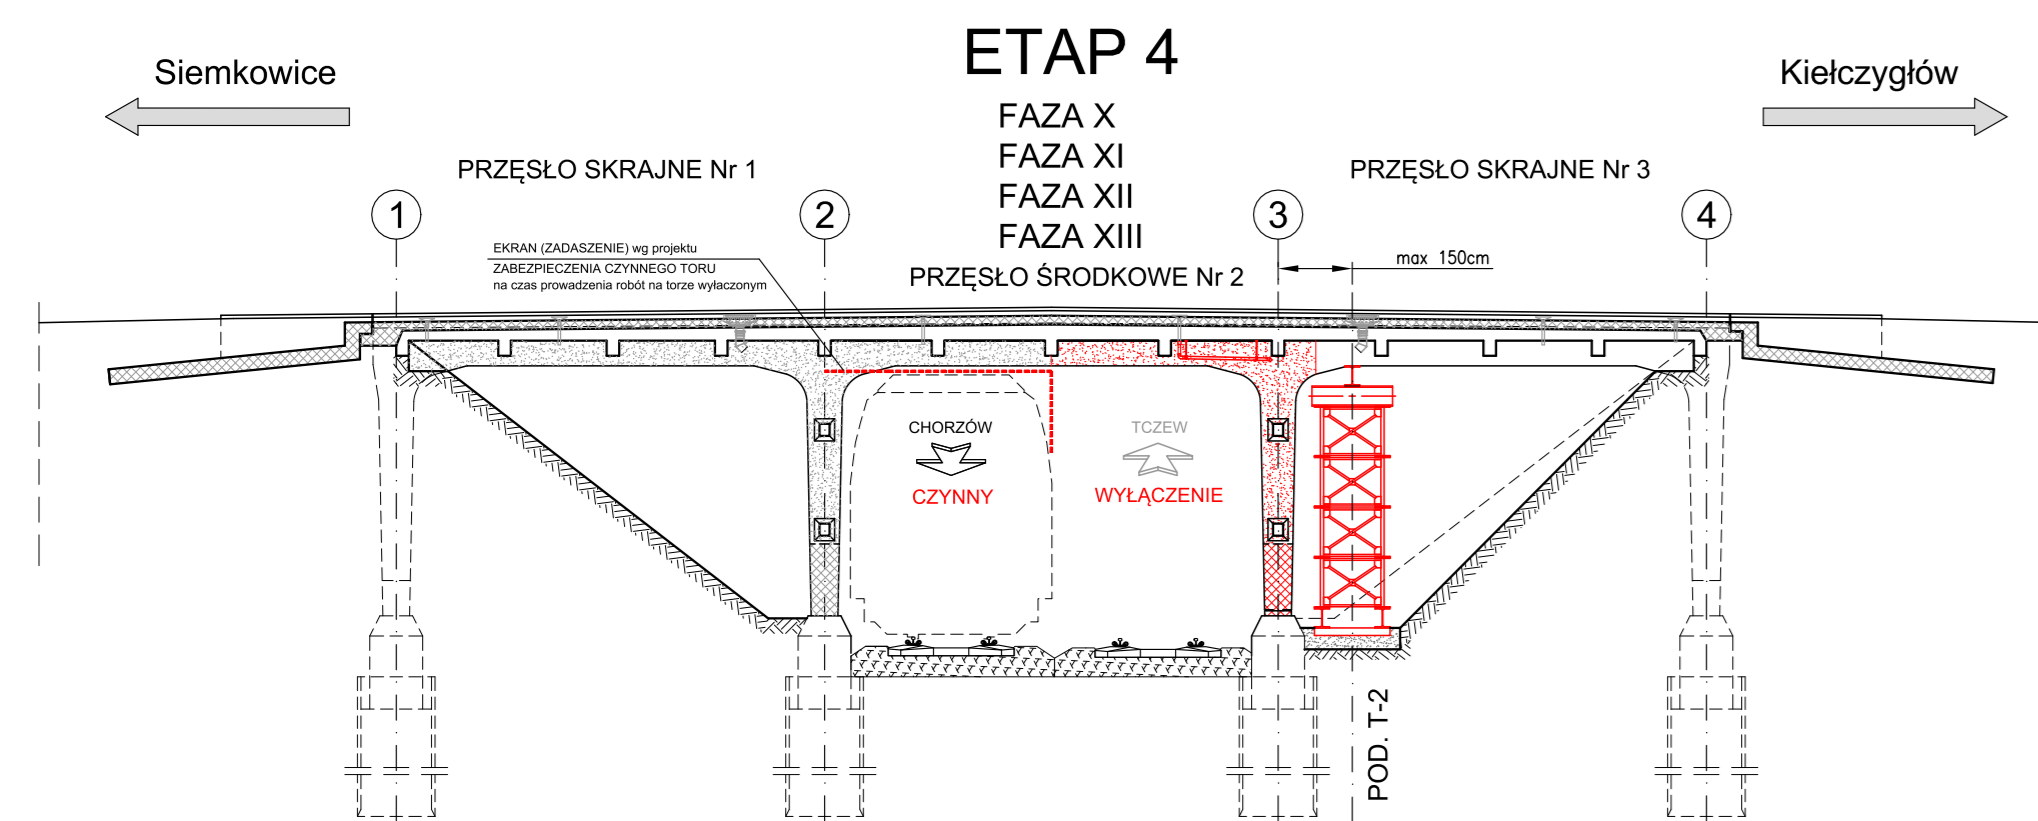 ETAP 4
Siemkowice
Kiełczygłów
FAZA X
FAZA XI
FAZA XII
FAZA XIII
PRZĘSŁO SKRAJNE Nr 1
PRZĘSŁO SKRAJNE Nr 3
1
2
3
4
EKRAN (ZADASZENIE) wg projektu
ZABEZPIECZENIA CZYNNEGO TORU
na czas prowadzenia robót na torze wyłaczonym
PRZĘSŁO ŚRODKOWE Nr 2
max 150cm
CHORZÓW
CZYNNY
TCZEW
WYŁĄCZENIE
POD. T-2